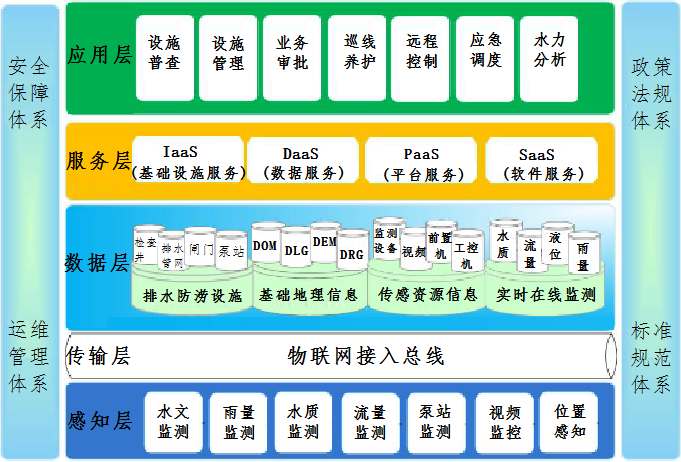 安全
保障
体系
运维
管理
体系
应用层
设施
普查
设施
管理
业务
审批
巡线
养护
远程
控制
应急
调度
水力
分析
服务层
IaaS
(基础设施服务)
DaaS
(数据服务)
PaaS
(平台服务)
SaaS
(软件服务)
数据层
检查
井
排水
管网
闸门
泵站
排水防涝设施
DOM
DLG
DEM
DRG
基础地理信息
监测
设备
视频
前置
机
工控
机
传感资源信息
水
质
流
量
液
位
雨
量
实时在线监测
传输层
物联网接入总线
感知层
水文
监测
雨量
监测
水质
监测
流量
监测
泵站
监测
视频
监控
位置
感知
政策
法规
体系
标准
规范
体系